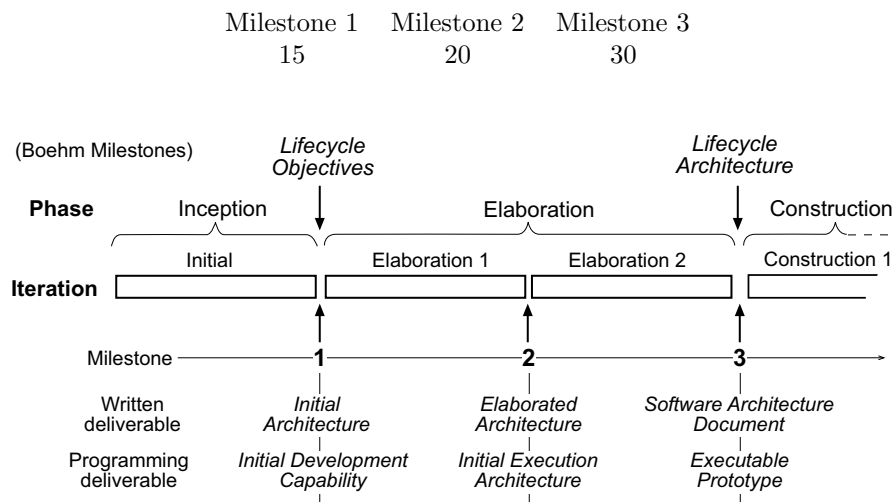 Milestone 1 Milestone 2 Milestone 3
15 20 30
(Boehm Milestones)
Lifecycle
Objectives
Lifecycle
Architecture
Phase
Inception Elaboration Construction
Initial Elaboration 1 Elaboration 2 Construction 1
Iteration
Milestone 1 2 3
Written
deliverable
Initial
Architecture
Elaborated
Architecture
Software Architecture
Document
Programming
deliverable
Initial Development
Capability
Initial Execution
Architecture
Executable
Prototype